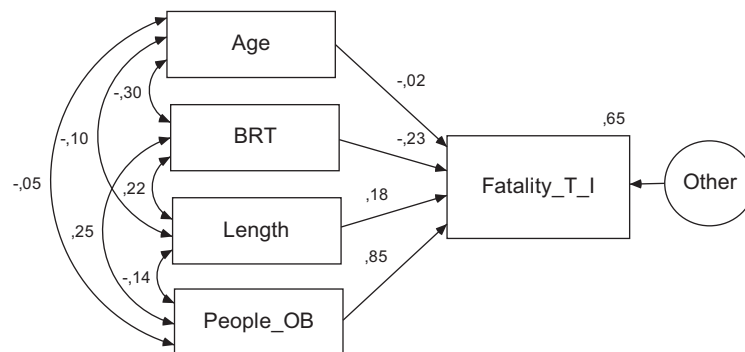 Age
-,02
,65
-,30
-,10
BRT
-,23
Fatality_T_I
Other
-,05
,22
,18
,25
Length
-,14
,85
People_OB